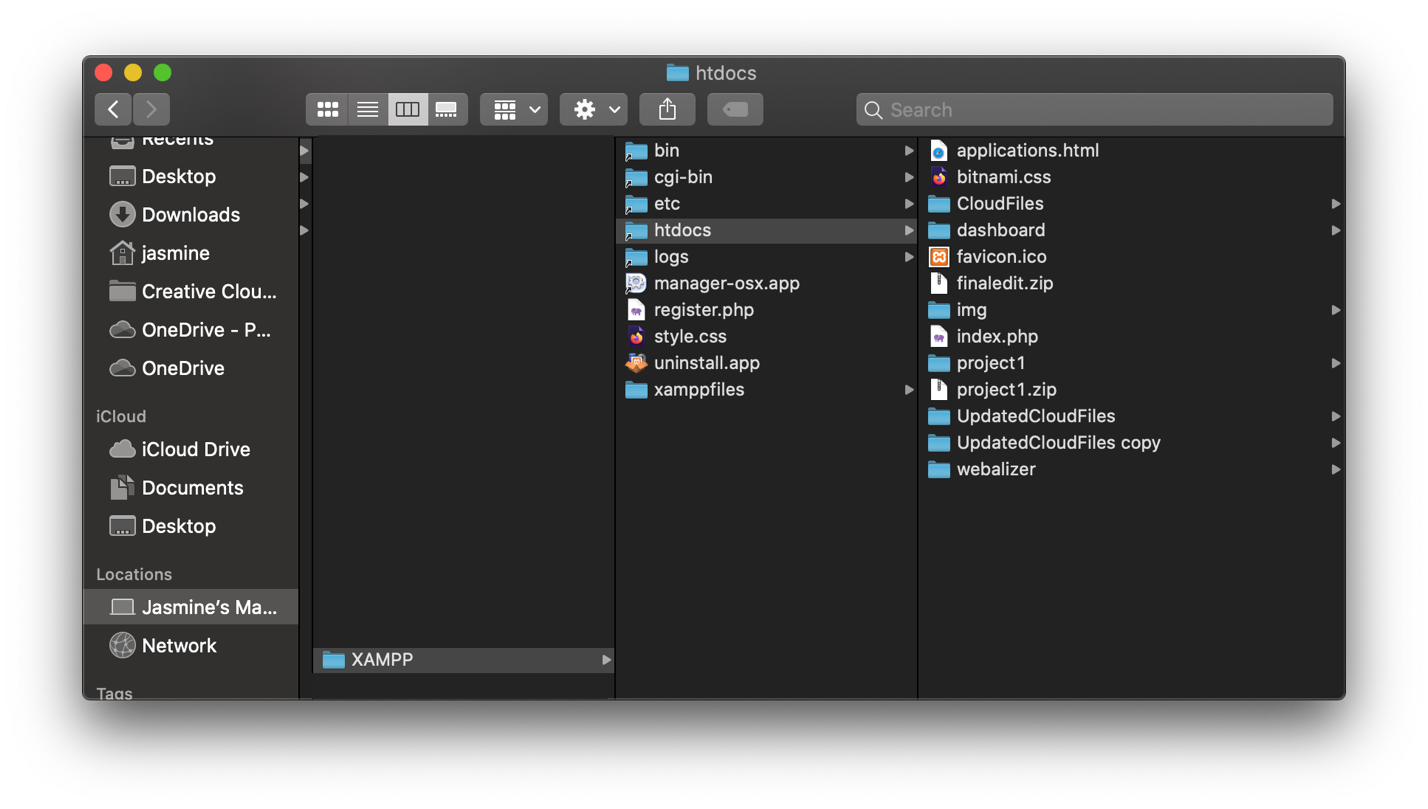 htdocs
Search
Recents
Desktop
Downloads
jasmine
Creative Clou...
OneDrive - P...
OneDrive
iCloud
iCloud Drive
Documents
Desktop
Locations
Jasmine's Ma...
Network
Tags
XAMPP
bin
cgi-bin
etc
htdocs
logs
manager-osx.app
register.php
style.css
uninstall.app
xamppfiles
applications.html
bitnami.css
CloudFiles
dashboard
favicon.ico
finaledit.zip
img
index.php
project1
project1.zip
UpdatedCloudFiles
UpdatedCloudFiles copy
webalizer